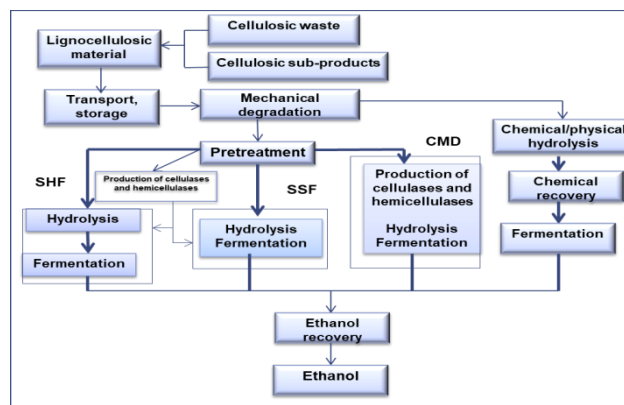 Cellulosic waste
Lignocellulosic
material
Cellulosic sub-products
Transport,
storage
Mechanical
degradation
Chemical/physical
hydrolysis
Pretreatment
CMD
SHF
Production of cellulases
and hemicellulases
SSF
Production of
cellulases and
hemicellulases
Chemical
recovery
Hydrolysis
Hydrolysis
Fermentation
Hydrolysis
Fermentation
Fermentation
Fermentation
Ethanol
recovery
Ethanol